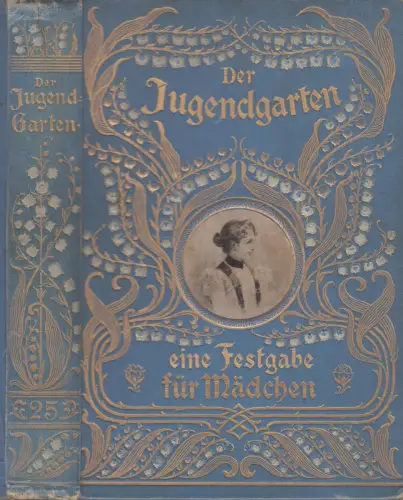 Der
Jugend-
Garten
25
Der
Jugendgarten
eine Festgabe
für Mädchen